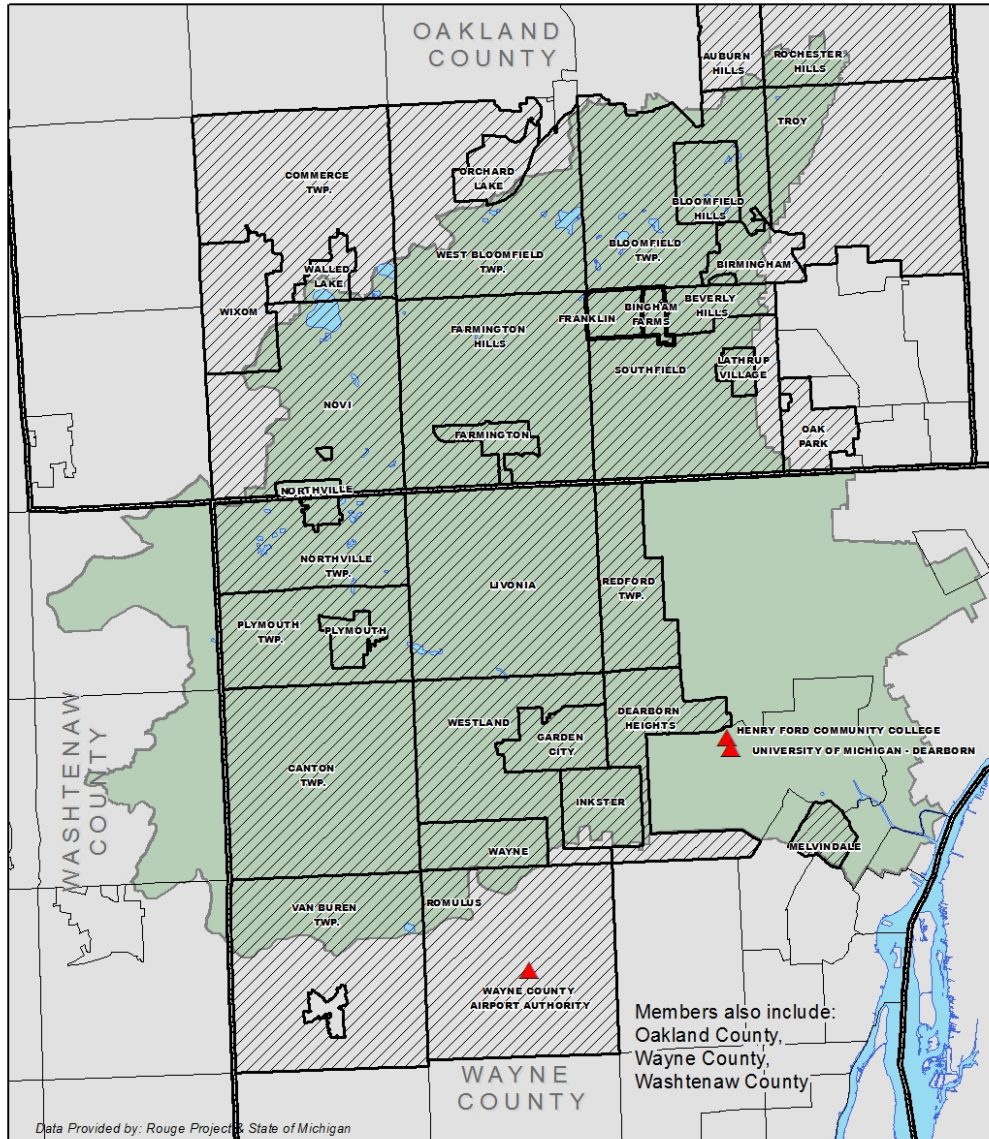 OAKLAND
COUNTY
AUBURN
HILLS
ROCHESTER
HILLS
TROY
COMMERCE
TWP.
ORCHARD
LAKE
BLOOMFIELD
HILLS
WEST BLOOMFIELD
TWP.
BLOOMFIELD
TWP.
BIRMINGHAM
WALLED
LAKE
WIXOM
FARMINGTON
HILLS
FRANKLIN
BINGHAM
FARMS
BEVERLY
HILLS
SOUTHFIELD
LATHRUP
VILLAGE
NOVI
FARMINGTON
OAK
PARK
NORTHVILLE
NORTHVILLE
TWP.
LIVONIA
REDFORD
TWP.
PLYMOUTH
TWP.
PLYMOUTH
WASHTENAW
COUNTY
WESTLAND
GARDEN
CITY
DEARBORN
HEIGHTS
HENRY FORD COMMUNITY COLLEGE
UNIVERSITY OF MICHIGAN - DEARBORN
CANTON
TWP.
INKSTER
WAYNE
MELVINDALE
VAN BUREN
TWP.
ROMULUS
WAYNE COUNTY
AIRPORT AUTHORITY
Members also include:
Oakland County,
Wayne County,
Washtenaw County
WAYNE
COUNTY
Data Provided by: Rouge Project & State of Michigan